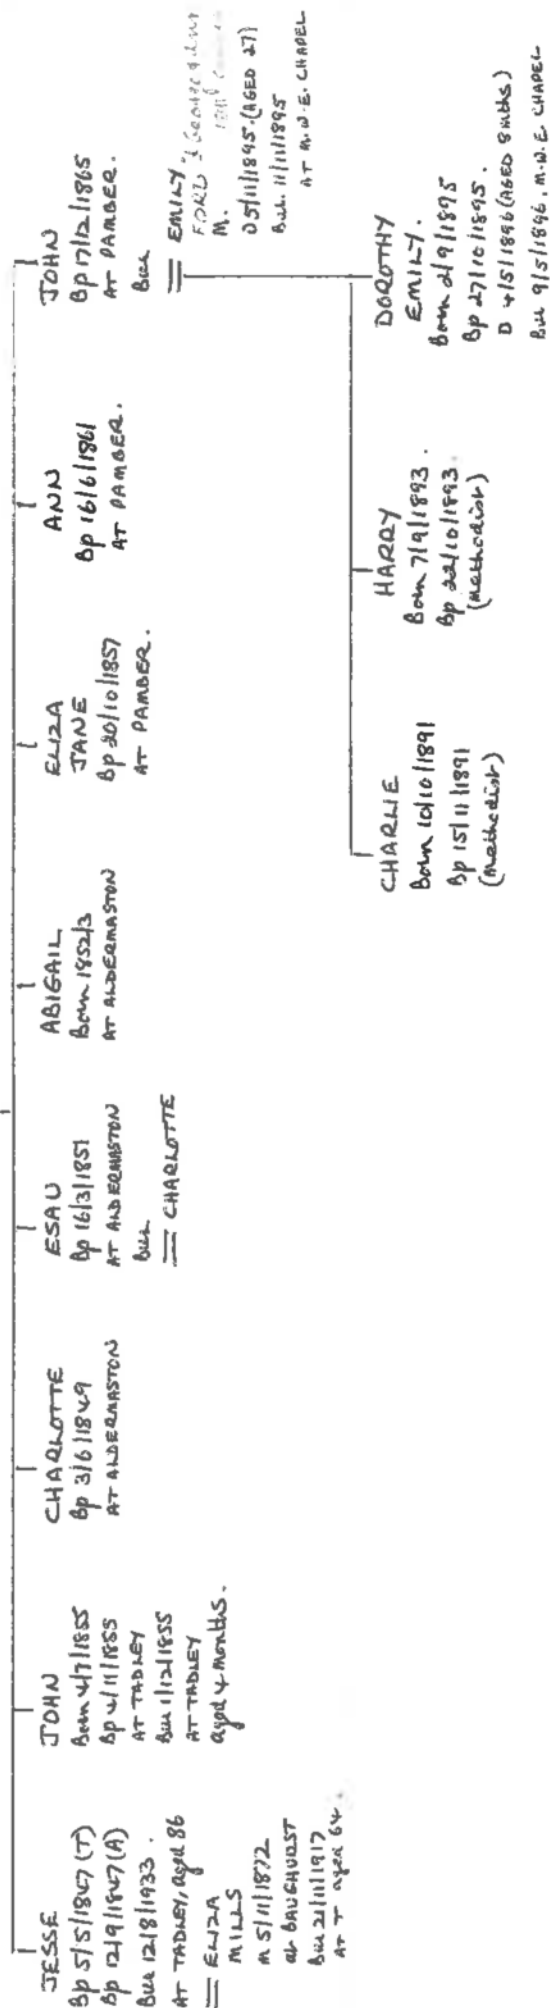 JESSE
Bp 5/5/1847 (T)
Bp 12/9/1847 (A)
Bur 12/8/1933.
AT TADLEY, aged 86
= ELIZA
MILLS
M 5/11/1872
at BAUGHURST
Bur 21/11/1917
AT T aged 64.
JOHN
Born 4/7/1855
Bp 4/11/1855
AT TADLEY
Bur 1/12/1855
AT TADLEY
aged 4 months.
CHARLOTTE
Bp 3/6/1849
AT ALDERMASTON
ESAU
Bp 16/3/1851
AT ALDERMASTON
Bur
= CHARLOTTE
ABIGAIL
Born 1852/3
AT ALDERMASTON
ELIZA
JANE
Bp 20/10/1857
AT PAMBER.
ANN
Bp 16/6/1861
AT PAMBER.
JOHN
Bp 17/12/1865
AT PAMBER.
Bur
= EMILY
FORD
M.
D 5/11/1895. (AGED 27)
Bur. 11/11/1895
AT M.W.E. CHAPEL
CHARLIE
Born 10/10/1891
Bp 15/11/1891
(Methodist)
HARRY
Born 7/9/1893.
Bp 22/10/1893.
(Methodist)
DOROTHY
EMILY.
Born 2/9/1895
Bp 27/10/1895.
D 4/5/1896 (AGED 8 mths)
Bur 9/5/1896. M.W.E. CHAPEL